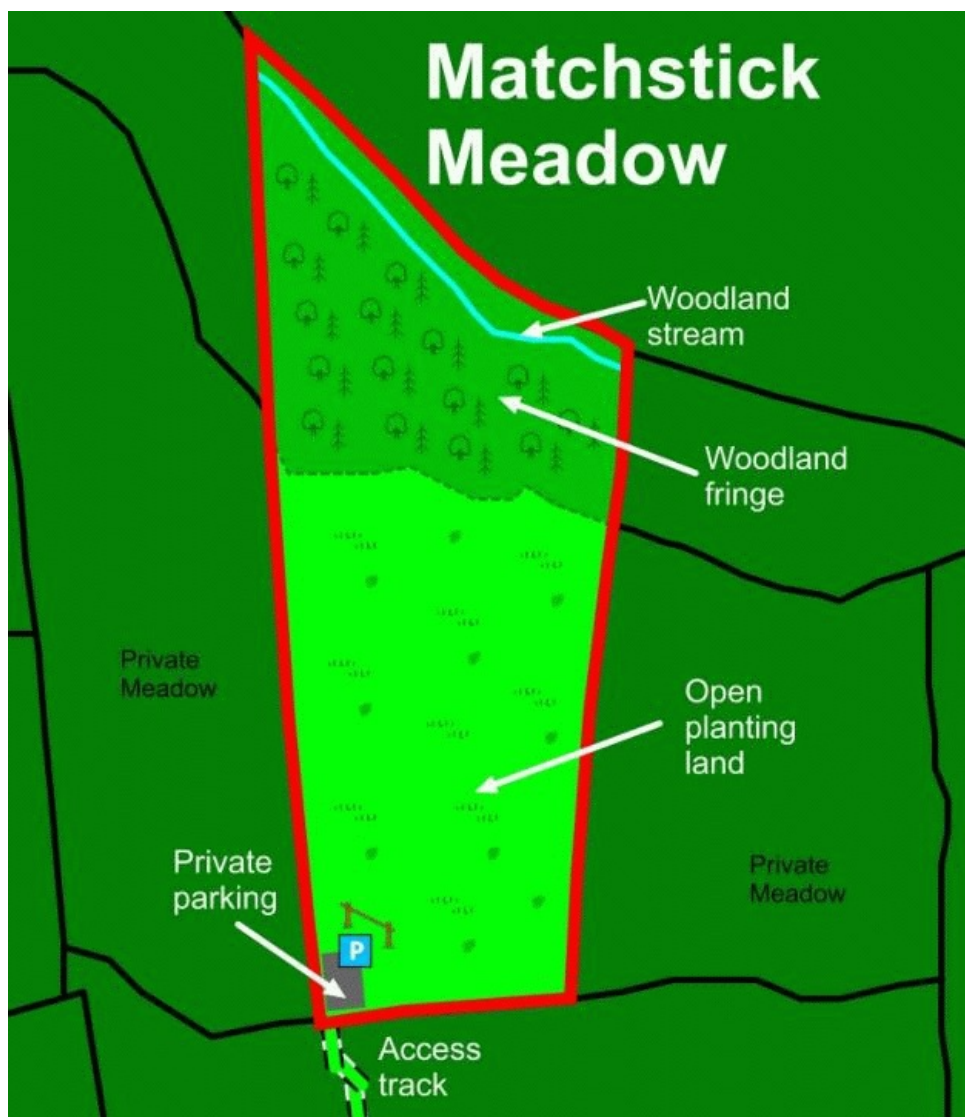 Matchstick
Meadow
Woodland
stream
Woodland
fringe
Private
Meadow
Open
planting
land
Private
parking
Private
Meadow
P
Access
track